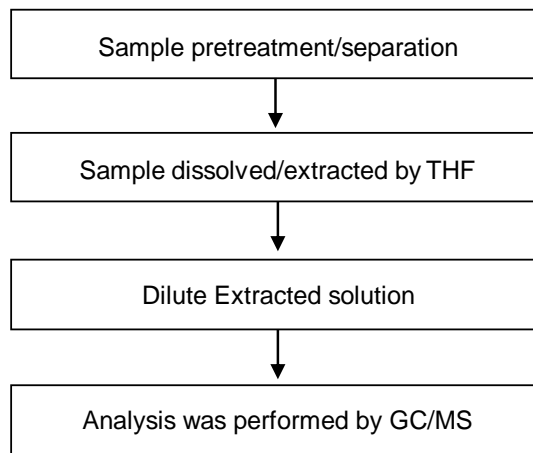 Sample pretreatment/separation
Sample dissolved/extracted by THF
Dilute Extracted solution
Analysis was performed by GC/MS